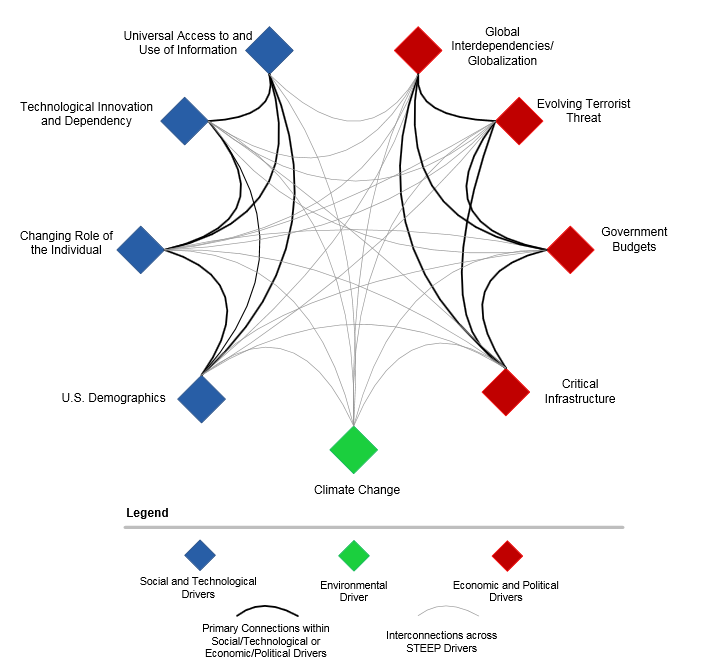 Universal Access to and
Use of Information
Global
Interdependencies/
Globalization
Technological Innovation
and Dependency
Evolving Terrorist
Threat
Changing Role of
the Individual
Government
Budgets
U.S. Demographics
Critical
Infrastructure
Climate Change
Legend
Social and Technological
Drivers
Environmental
Driver
Economic and Political
Drivers
Primary Connections within
Social/Technological or
Economic/Political Drivers
Interconnections across
STEEP Drivers